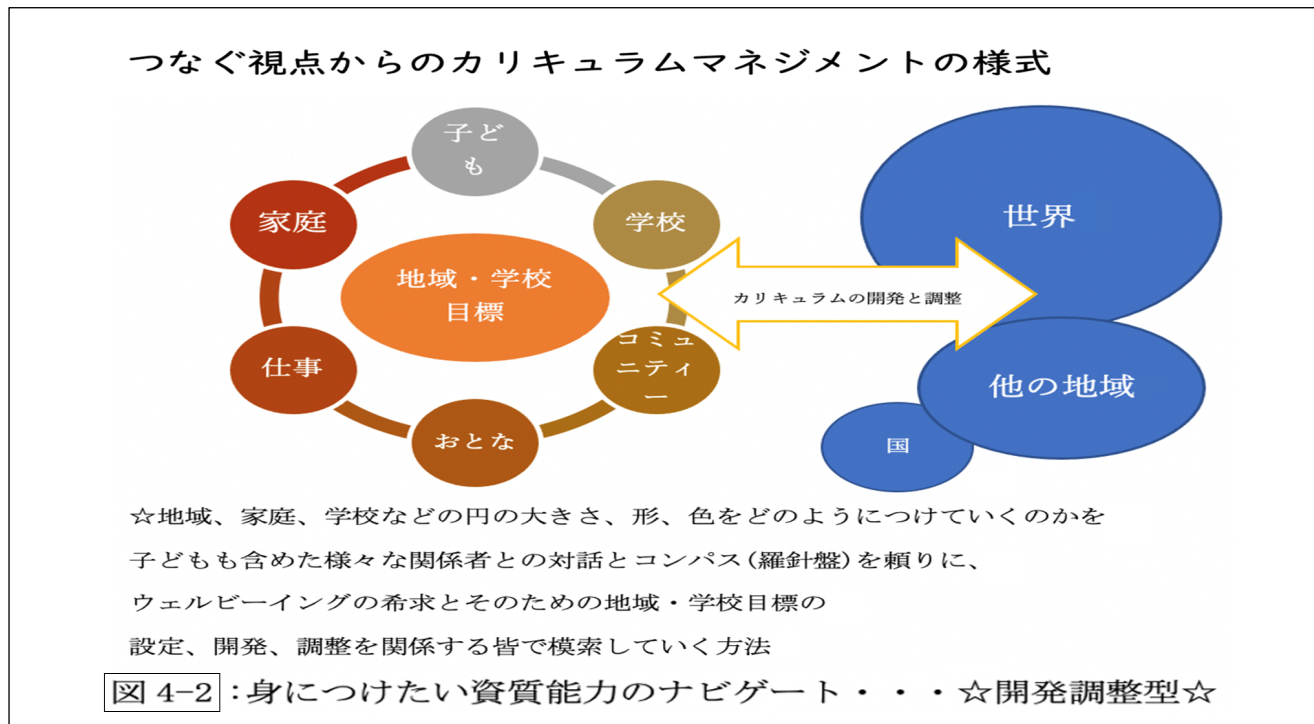 つなぐ視点からのカリキュラムマネジメントの様式
子ど
も
家庭
学校
地域・学校
目標
仕事
コミュ
ニティ
ー
おとな
カリキュラムの開発と調整
世界
他の地域
国
☆地域、家庭、学校などの円の大きさ、形、色をどのようにつけていくのかを
子どもも含めた様々な関係者との対話とコンパス(羅針盤)を頼りに、
ウェルビーイングの希求とそのための地域・学校目標の
設定、開発、調整を関係する皆で模索していく方法
図 4-2：身につけたい資質能力のナビゲート・・・☆開発調整型☆